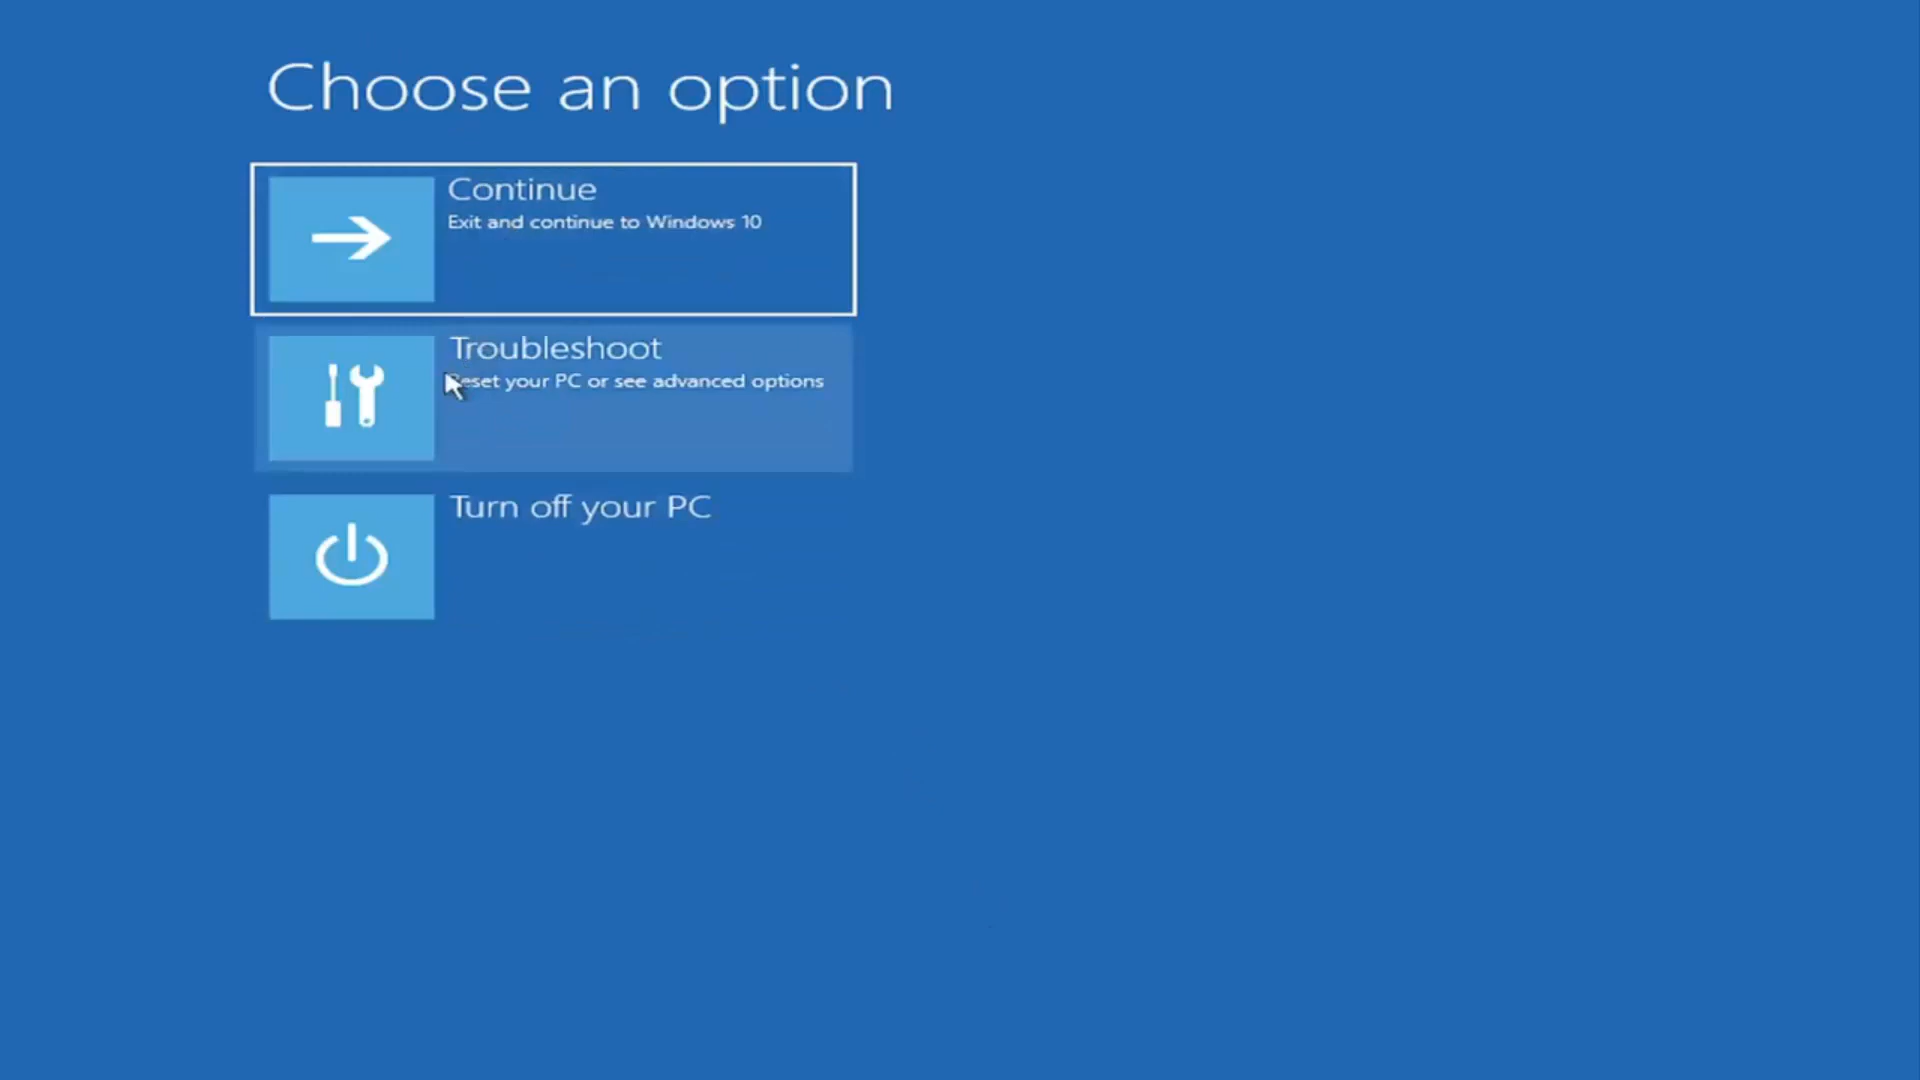 Choose an option
Continue
Exit and continue to Windows 10
Troubleshoot
Reset your PC or see advanced options
Turn off your PC